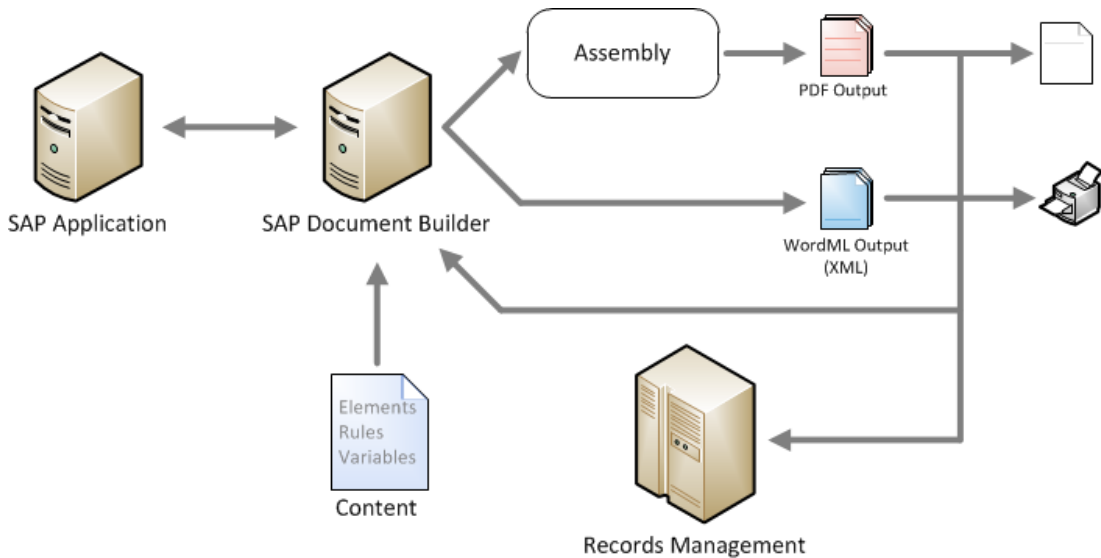 Assembly
PDF Output
SAP Application
SAP Document Builder
WordML Output
(XML)
Elements
Rules
Variables
Content
Records Management